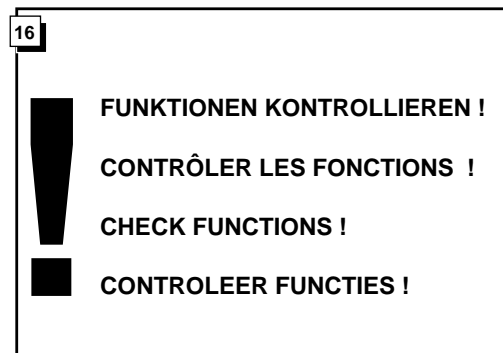 16
FUNKTIONEN KONTROLLIEREN !
CONTRÔLER LES FONCTIONS !
CHECK FUNCTIONS !
CONTROLEER FUNCTIES !